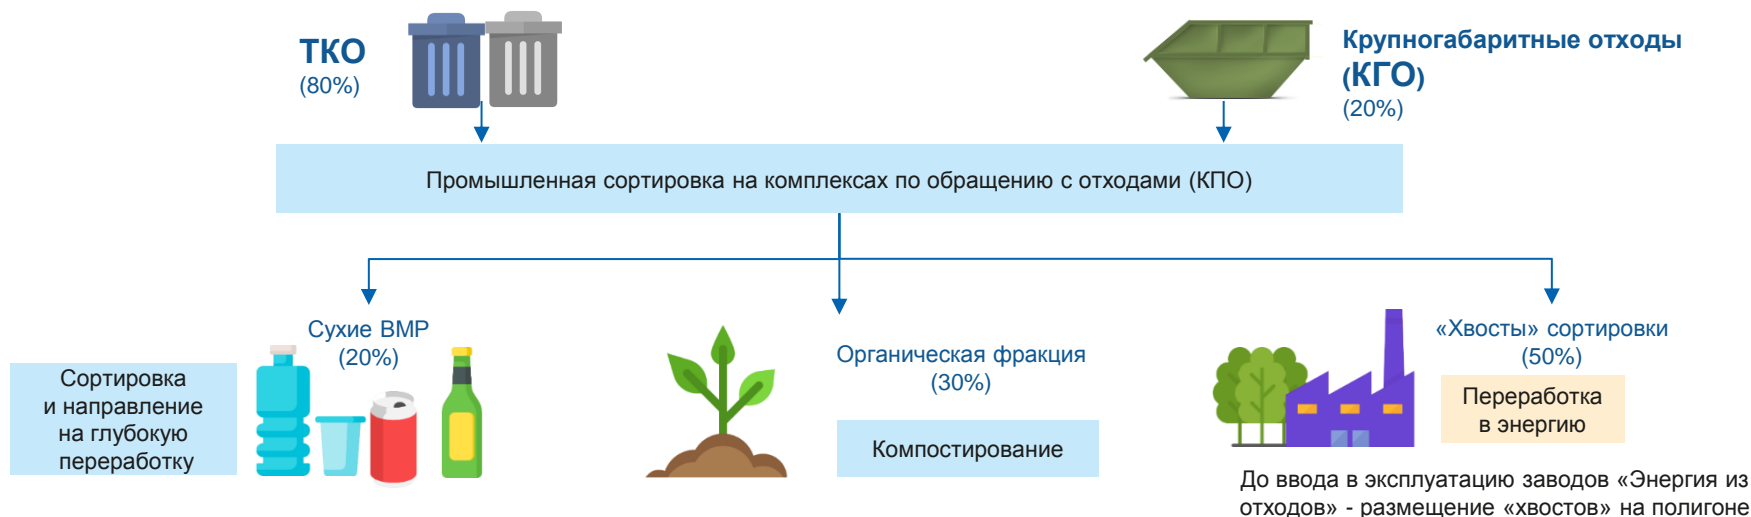 ТКО
(80%)
Крупногабаритные отходы
(КГО)
(20%)
Промышленная сортировка на комплексах по обращению с отходами (КПО)
Сухие ВМР
(20%)
Сортировка
и направление
на глубокую
переработку
Органическая фракция
(30%)
Компостирование
«Хвосты» сортировки
(50%)
Переработка
в энергию
До ввода в эксплуатацию заводов «Энергия из
отходов» - размещение «хвостов» на полигоне